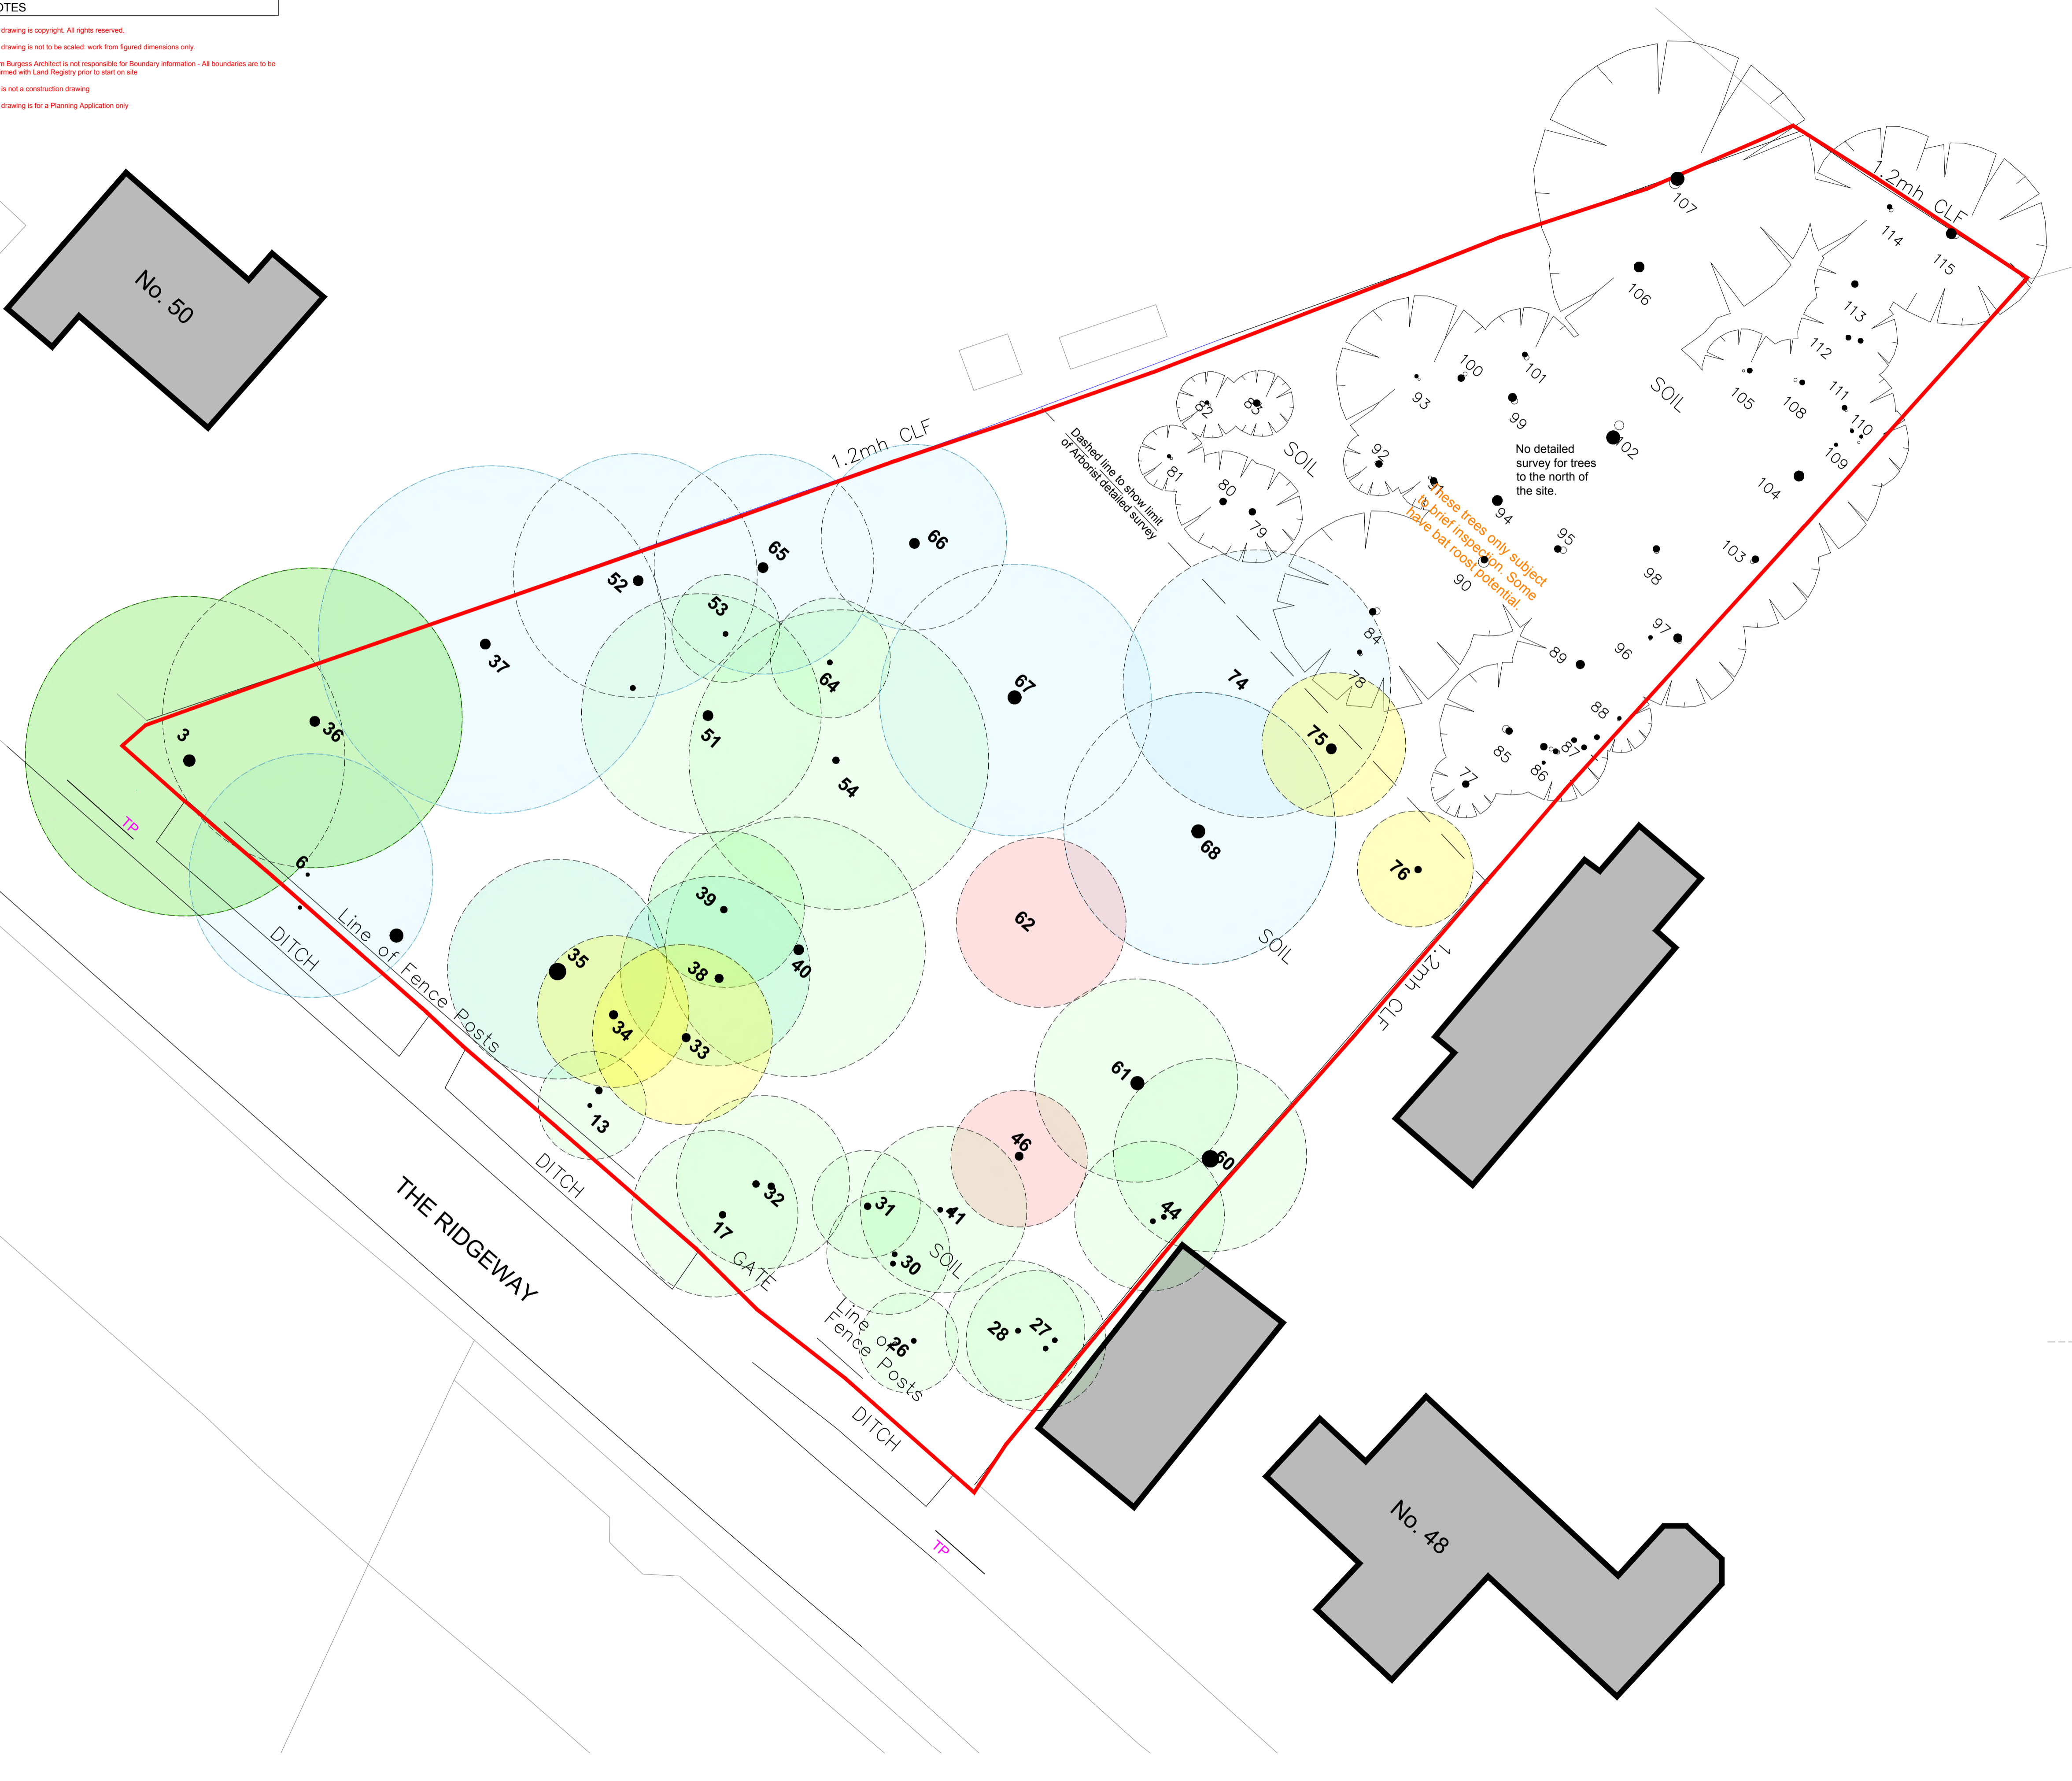 OTES
drawing is copyright. All rights reserved.
drawing is not to be scaled: work from figured dimensions only.
m Burgess Architect is not responsible for Boundary information - All boundaries are to be
irmed with Land Registry prior to start on site
is not a construction drawing
drawing is for a Planning Application only
No. 50
1.2mh CLF
107
114
115
106
113
112
111
110
109
108
105
SOIL
101
100
99
93
92
91
102
104
103
No detailed
survey for trees
to the north of
the site.
These trees only subject
to brief inspection. Some
have bat roost potential.
94
95
90
98
97
96
89
88
87
86
85
77
84
78
82
83
81
80
79
SOIL
Dashed line to show limit
of Arborist detailed survey
1.2mh CLF
66
65
52
53
64
37
51
54
67
74
75
76
68
3
36
6
TP
DITCH
Line of Fence Posts
35
39
38
40
34
33
13
62
SOIL
1.2mh CLF
61
60
46
44
41
31
32
17
30
SOIL
GATE
DITCH
THE RIDGEWAY
Line of
Fence Posts
26
28
27
DITCH
TP
No. 48